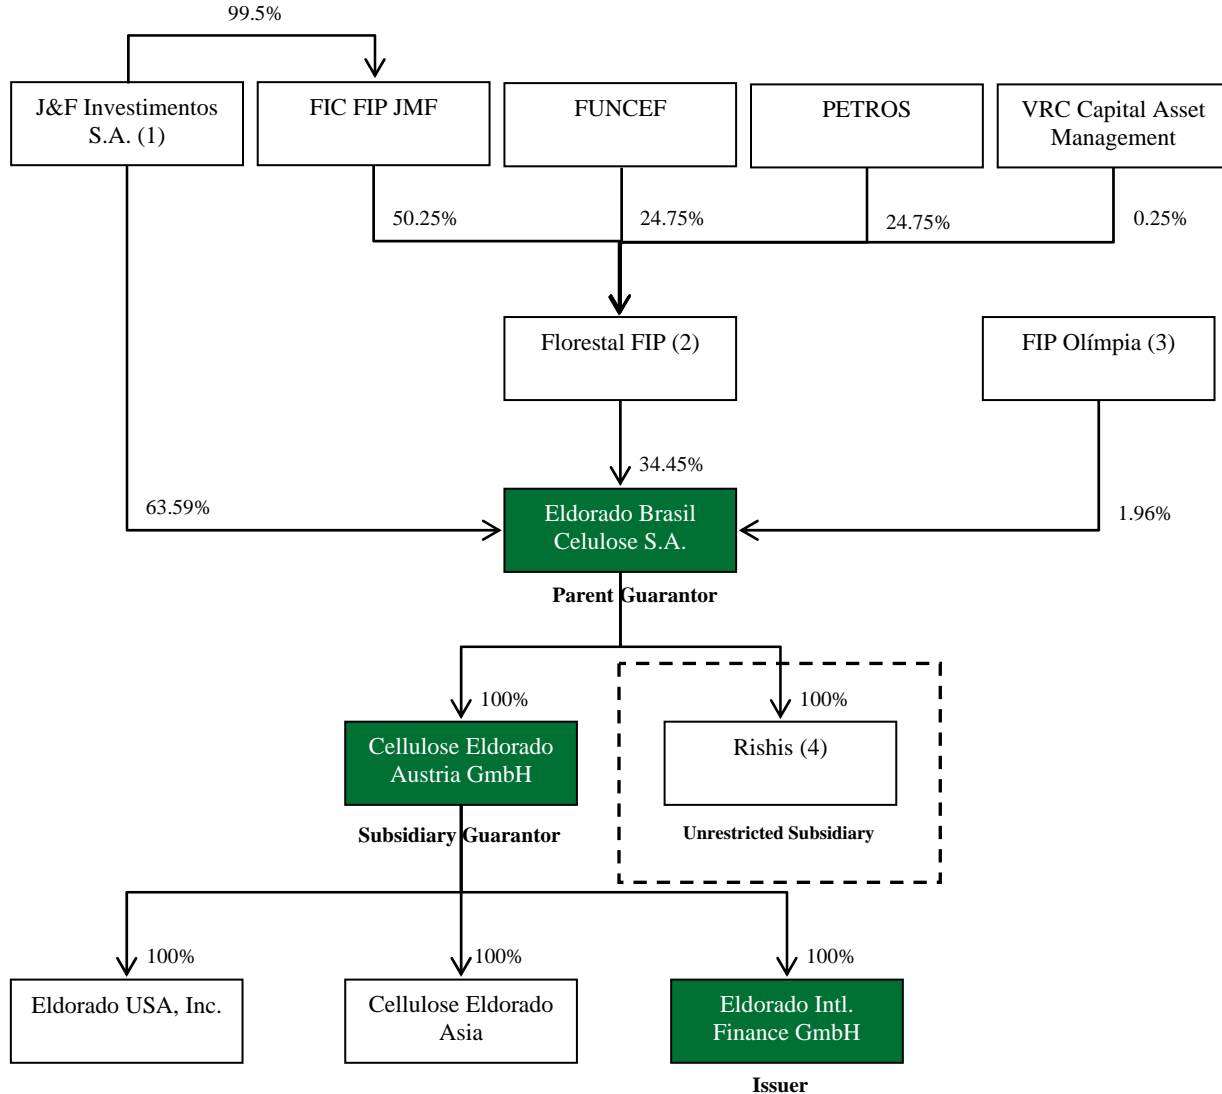 99.5%
J&F Investimentos
S.A. (1)
FIC FIP JMF
FUNCEF
PETROS
VRC Capital Asset
Management
50.25%
24.75%
24.75%
0.25%
Florestal FIP (2)
FIP Olímpia (3)
34.45%
63.59%
1.96%
Eldorado Brasil
Celulose S.A.
Parent Guarantor
100%
100%
Cellulose Eldorado
Austria GmbH
Rishis (4)
Subsidiary Guarantor
Unrestricted Subsidiary
100%
100%
100%
Eldorado USA, Inc.
Cellulose Eldorado
Asia
Eldorado Intl.
Finance GmbH
Issuer